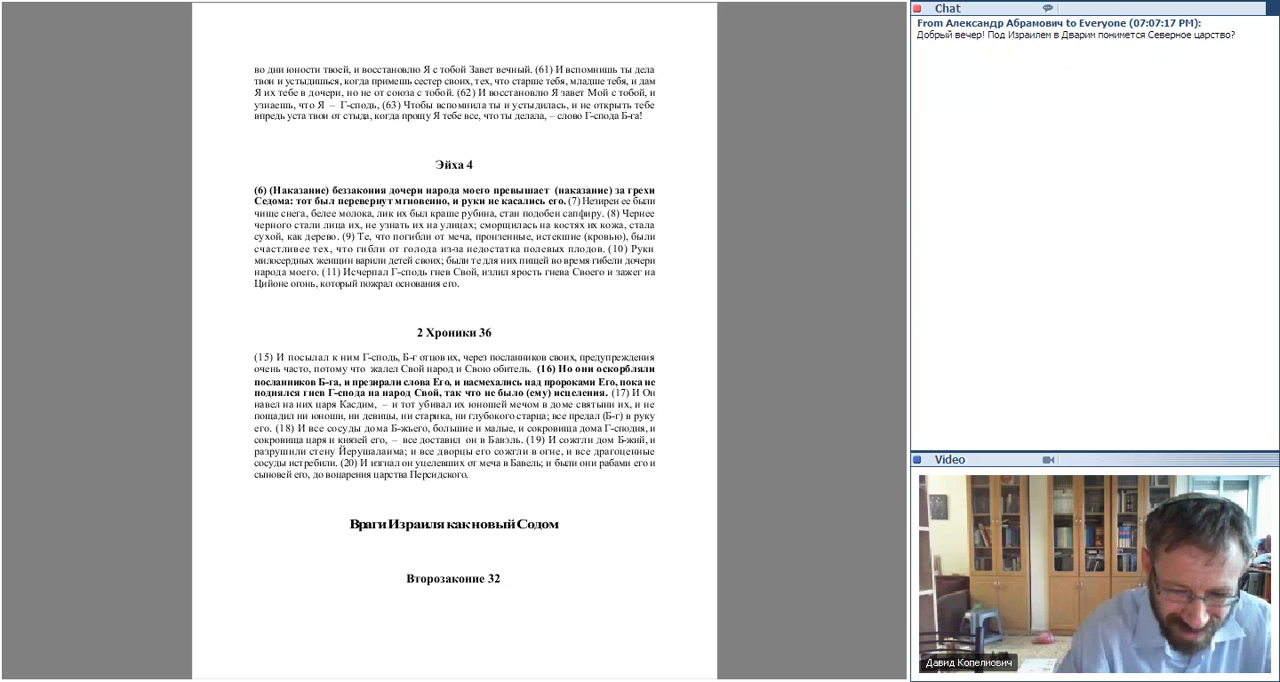 во дни юности твоей, и восстановлю Я с тобой Завет вечный. (61) И вспомнишь ты дела
твои и устыдишься, когда примешь сестер своих, тех, что старше тебя, младше тебя, и дам
Я их тебе в дочери, но не от союза с тобой. (62) И восстановлю Я завет Мой с тобой, и
узнаешь, что Я – Г-сподь, (63) Чтобы вспомнила ты и устыдилась, и не открыть тебе
впредь уста твои от стыда, когда прощу Я тебе все, что ты делала, – слово Г-спода Б-га!
Эйха 4
(6) (Наказание) беззакония дочери народа моего превышает (наказание) за грехи
Седома: тот был перевернут мгновенно, и руки не касались его. (7) Незиреи ее были
чище снега, белее молока, лик их был краше рубина, стан подобен сапфиру. (8) Чернее
черного стали лица их, не узнать их на улицах; сморщилась на костях их кожа, стала
сухой, как дерево. (9) Те, что погибли от меча, пронзенные, истекшие (кровью), были
счастливее тех, что гибли от голода из-за недостатка полевых плодов. (10) Руки
милосердных женщин варили детей своих; были те для них пищей во время гибели дочери
народа моего. (11) Исчерпал Г-сподь гнев Свой, излил ярость гнева Своего и зажег на
Цийоне огонь, который пожрал основания его.
2 Хроники 36
(15) И посылал к ним Г-сподь, Б-г отцов их, через посланников своих, предупреждения
очень часто, потому что жалел Свой народ и Свою обитель. (16) Но они оскорбляли
посланников Б-га, и презирали слова Его, и насмехались над пророками Его, пока не
поднялся гнев Г-спода на народ Свой, так что не было (ему) исцеления. (17) И Он
навел на них царя Касдим, – и тот убивал их юношей мечом в доме святыни их, и не
пощадил ни юноши, ни девицы, ни старика, ни глубокого старца; все предал (Б-г) в руку
его. (18) И все сосуды дома Б-жьего, большие и малые, и сокровища дома Г-сподня, и
сокровища царя и князей его, – все доставил он в Бавэль. (19) И сожгли дом Б-жий, и
разрушили стену Йерушалаима; и все дворцы его сожгли в огне, и все драгоценные
сосуды истребили. (20) И изгнал он уцелевших от меча в Бавель; и были они рабами его и
сыновей его, до воцарения царства Персидского.
Враги Израиля как новый Содом
Второзаконие 32
Chat
From Александр Абрамович to Everyone (07:07:17 PM):
Добрый вечер! Под Израилем в Дварим понимется Северное царство?
Video
Давид Копелиович